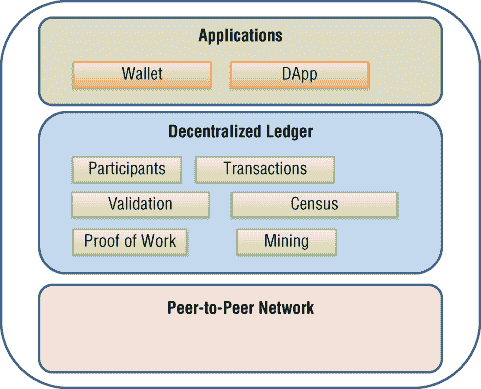 Applications
Wallet DApp
Decentralized Ledger
Participants Transactions
Validation Census
Proof of Work Mining
Peer-to-Peer Network